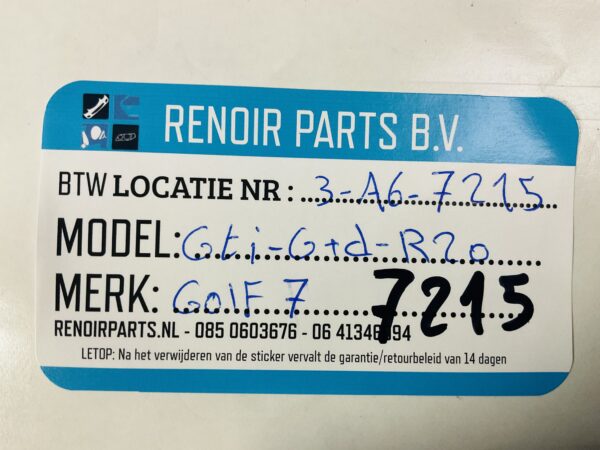 RENOIR PARTS B.V.
BTW LOCATIE NR: 3-A6-7215
MODEL: Gti-Gtd-R20
MERK: GOlF 7 7215
RENOIRPARTS.NL - 085 0603676 - 06
LETOP: Na het verwijderen van de sticker vervalt de garantie/retourbeleid van 14 dagen